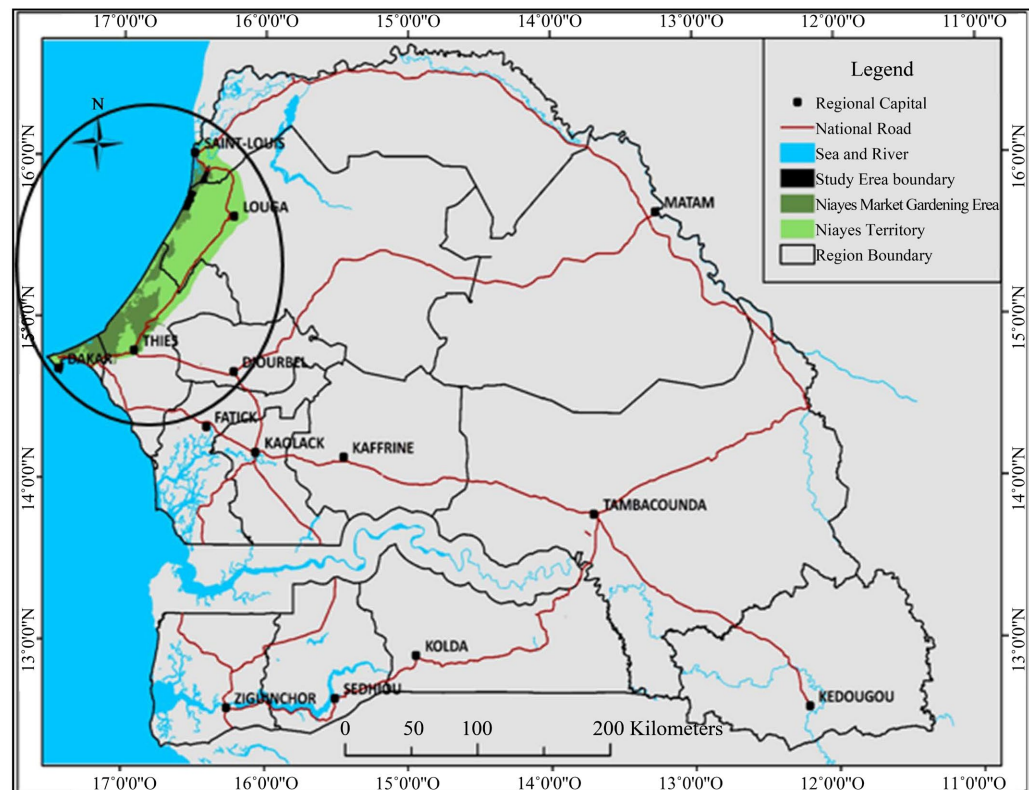 17°0'0"O 16°0'0"O 15°0'0"O 14°0'0"O 13°0'0"O 12°0'0"O 11°0'0"O
Legend
Regional Capital
National Road
Sea and River
Study Erea boundary
Niayes Market Gardening Erea
Niayes Territory
Region Boundary
N
16°0'0"N
16°0'0"N
SAINT-LOUIS
LOUGA
MATAM
15°0'0"N
15°0'0"N
THIES
DAKAR
DIOURBEL
FATICK
KAOLACK
KAFFRINE
14°0'0"N
14°0'0"N
TAMBACOUNDA
13°0'0"N
13°0'0"N
KOLDA
SEDHIOU
ZIGUINCHOR
KEDOUGOU
0 50 100 200 Kilometers
17°0'0"O 16°0'0"O 15°0'0"O 14°0'0"O 13°0'0"O 12°0'0"O 11°0'0"O